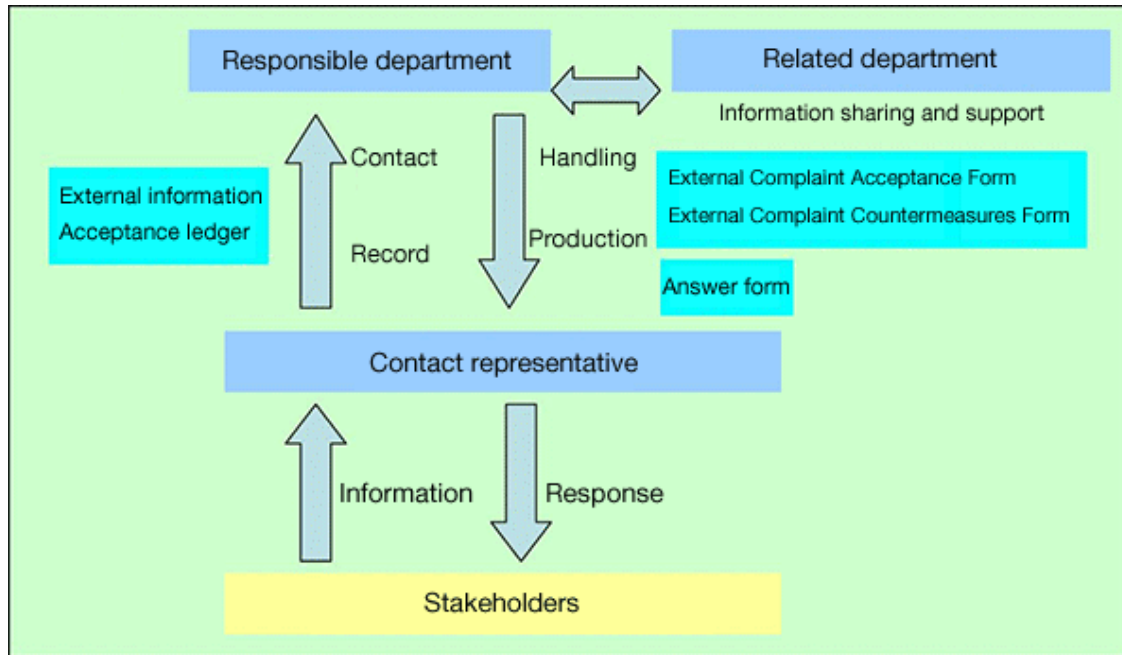 Responsible department
Related department
Information sharing and support
Contact
Handling
External Complaint Acceptance Form
External information
External Complaint Countermeasures Form
Acceptance ledger
Record
Production
Answer form
Contact representative
Information
Response
Stakeholders